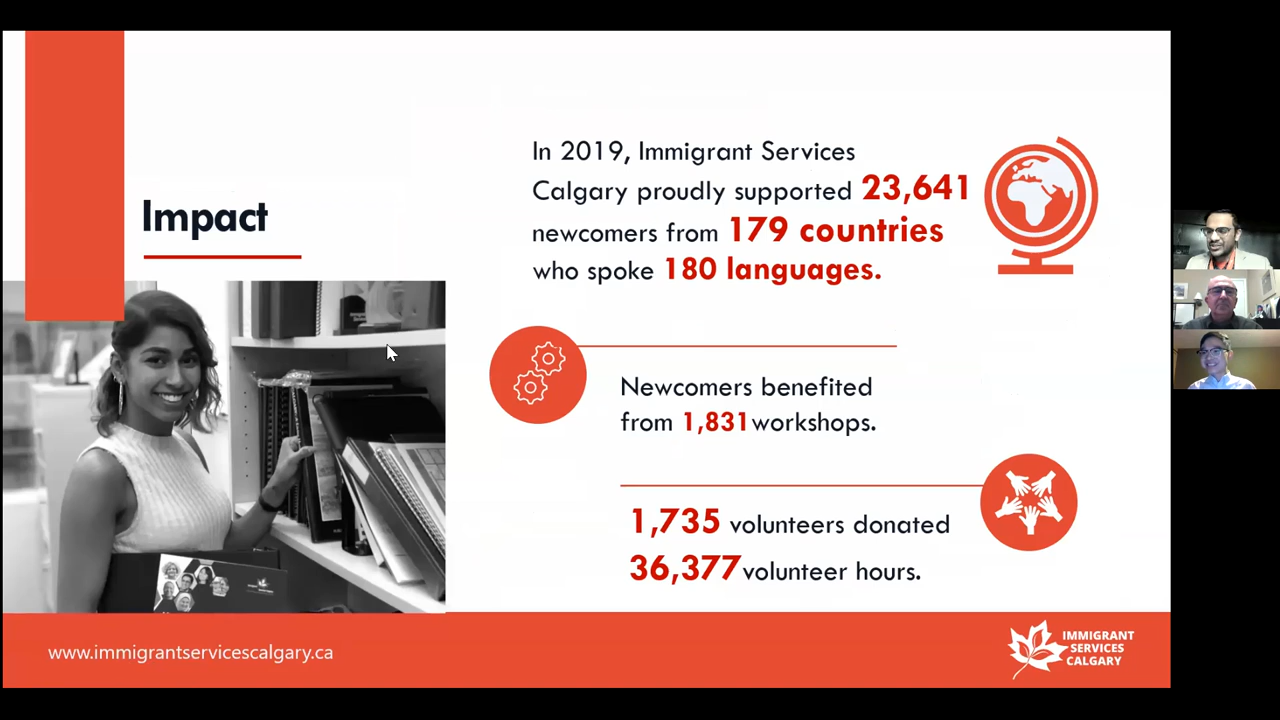 Impact
In 2019, Immigrant Services
Calgary proudly supported 23,641
newcomers from 179 countries
who spoke 180 languages.
Newcomers benefited
from 1,831 workshops.
1,735 volunteers donated
36,377 volunteer hours.
www.immigrantservicescalgary.ca
IMMIGRANT
SERVICES
CALGARY